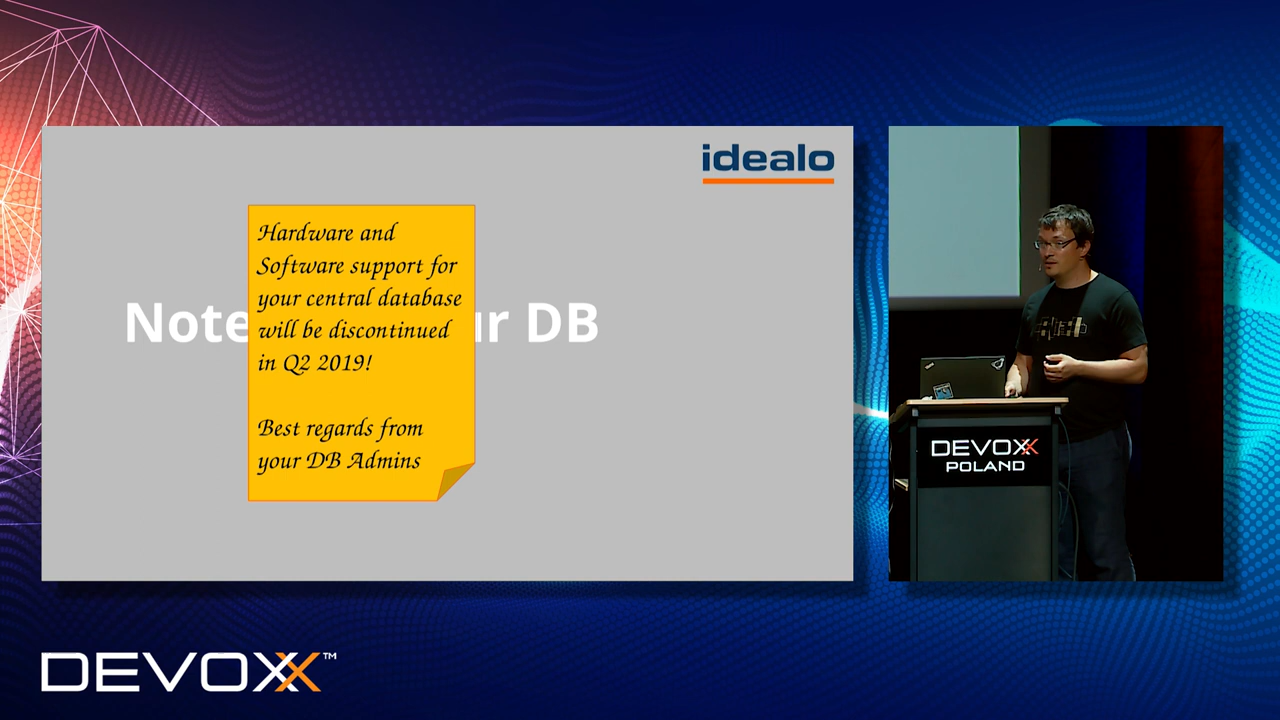 idealo
Note ur DB
Hardware and
Software support for
your central database
will be discontinued
in Q2 2019!
Best regards from
your DB Admins
DEVOXX
POLAND
DEVOXX™